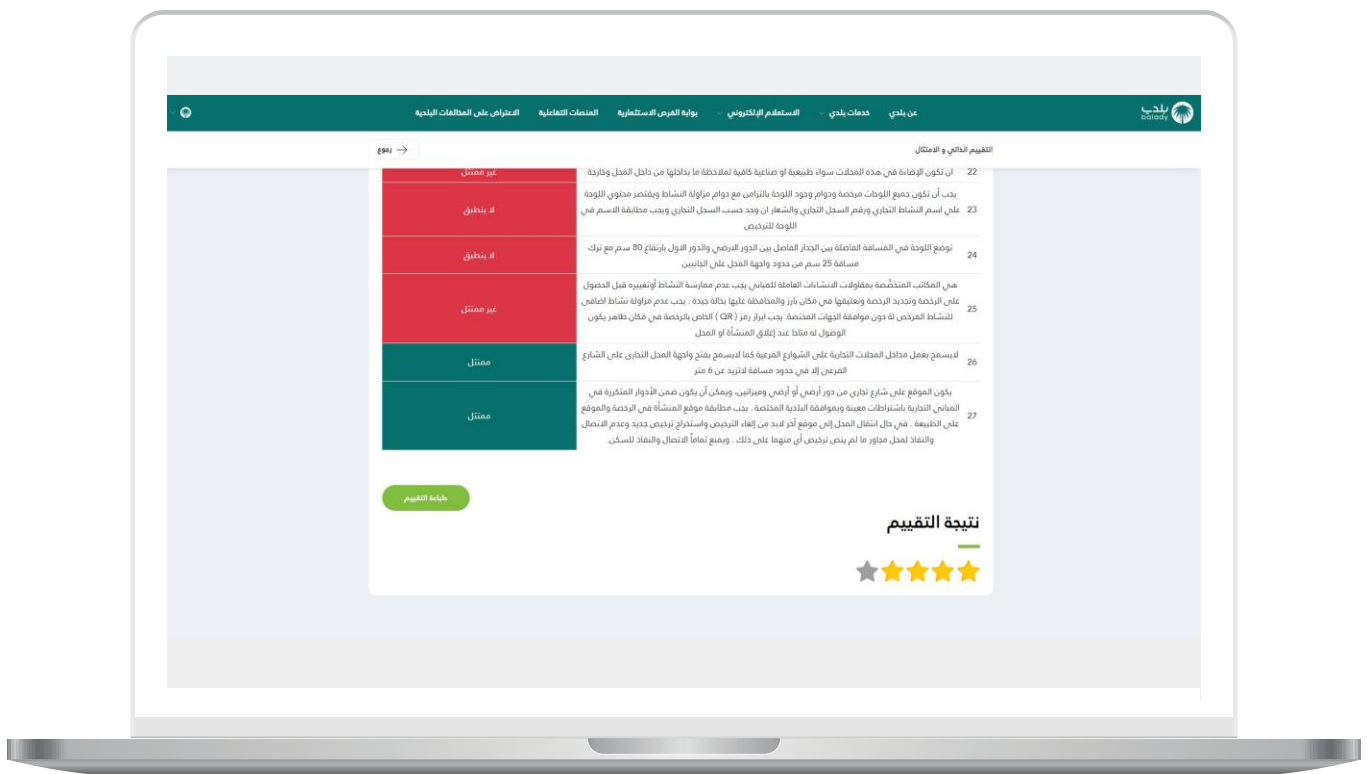 بلدي
balady
عن بلدي
خدمات بلدي
الاستعلام الإلكتروني
بوابة الفرص الاستثمارية
المنصات التفاعلية
الاعتراض على المخالفات البلدية
التقييم الذاتي و الامتثال
رجوع
22 ان تكون الإضاءة في هذه المحلات سواء طبيعية او صناعية كافية لملاحظة ما بداخلها من داخل المحل وخارجة
غير ممتثل
يجب أن تكون جميع اللوحات مرخصة ودوام وجود اللوحة بالتزامن مع دوام مزاولة النشاط ويقتصر محتوي اللوحة
23 علي اسم النشاط التجاري ورقم السجل التجاري والشعار ان وجد حسب السجل التجاري ويجب مطابقة الاسم في
اللوحة للترخيص
لا ينطبق
24 توضع اللوحة في المسافة الفاصلة بين الجدار الفاصل بين الدور الارضي والدور الاول بارتفاع 80 سم مع ترك
مسافة 25 سم من حدود واجهة المحل علي الجانبين
لا ينطبق
هي المكاتب المتخصِّصة بمقاولات الانشاءات العاملة للمباني يجب عدم ممارسة النشاط أوتغييره قبل الحصول
على الرخصة وتجديد الرخصة وتعليقها في مكان بارز والمحافظة عليها بحالة جيدة . يجب عدم مزاولة نشاط اضافى
25 للنشاط المرخص لة دون موافقة الجهات المختصة. يجب ابراز رمز ( QR ) الخاص بالرخصة في مكان ظاهر يكون
الوصول له متاحا عند إغلاق المنشأة او المحل
غير ممتثل
26 لايسمح بعمل مداخل المحلات التجارية على الشوارع الفرعية كما لايسمح بفتح واجهة المحل التجارى على الشارع
الفرعى إلا في حدود مسافة لاتزيد عن 6 متر
ممتثل
يكون الموقع على شارع تجاري من دور أرضي أو أرضي وميزانين، ويمكن أن يكون ضمن الأدوار المتكررة في
المباني التجارية باشتراطات معينة وبموافقة البلدية المختصة . يجب مطابقة موقع المنشأة في الرخصة والموقع
27 على الطبيعة . في حال انتقال المحل إلى موقع آخر لابد من إلغاء الترخيص واستخراج ترخيص جديد وعدم الاتصال
والنفاذ لمحل مجاور ما لم ينص ترخيص أي منهما على ذلك . ويمنع تماماً الاتصال والنفاذ للسكن.
ممتثل
طباعة التقييم
نتيجة التقييم